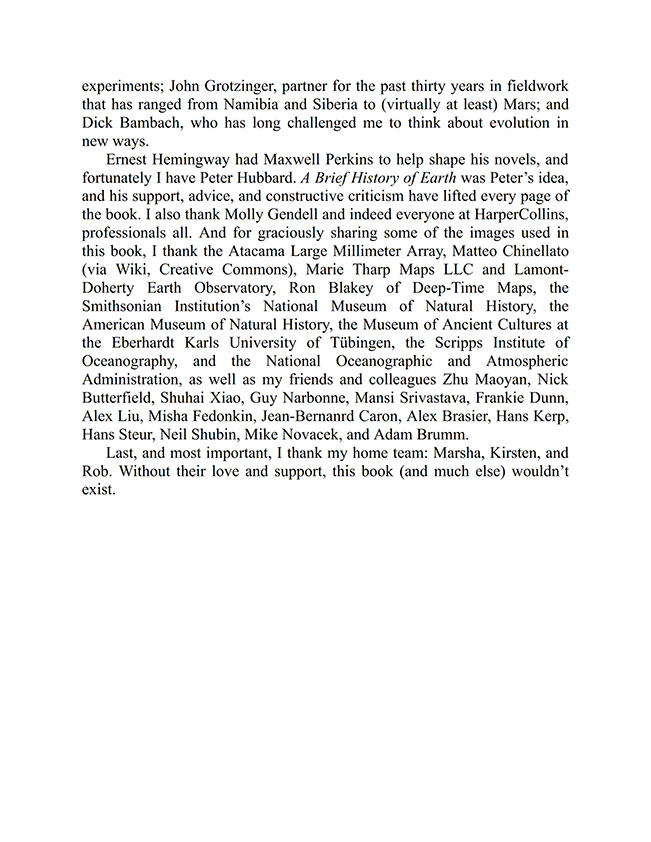 experiments; John Grotzinger, partner for the past thirty years in fieldwork
that has ranged from Namibia and Siberia to (virtually at least) Mars; and
Dick Bambach, who has long challenged me to think about evolution in
new ways.
Ernest Hemingway had Maxwell Perkins to help shape his novels, and
fortunately I have Peter Hubbard. A Brief History of Earth was Peter’s idea,
and his support, advice, and constructive criticism have lifted every page of
the book. I also thank Molly Gendell and indeed everyone at HarperCollins,
professionals all. And for graciously sharing some of the images used in
this book, I thank the Atacama Large Millimeter Array, Matteo Chinellato
(via Wiki, Creative Commons), Marie Tharp Maps LLC and Lamont-
Doherty Earth Observatory, Ron Blakey of Deep-Time Maps, the
Smithsonian Institution’s National Museum of Natural History, the
American Museum of Natural History, the Museum of Ancient Cultures at
the Eberhardt Karls University of Tübingen, the Scripps Institute of
Oceanography, and the National Oceanographic and Atmospheric
Administration, as well as my friends and colleagues Zhu Maoyan, Nick
Butterfield, Shuhai Xiao, Guy Narbonne, Mansi Srivastava, Frankie Dunn,
Alex Liu, Misha Fedonkin, Jean-Bernanrd Caron, Alex Brasier, Hans Kerp,
Hans Steur, Neil Shubin, Mike Novacek, and Adam Brumm.
Last, and most important, I thank my home team: Marsha, Kirsten, and
Rob. Without their love and support, this book (and much else) wouldn’t
exist.